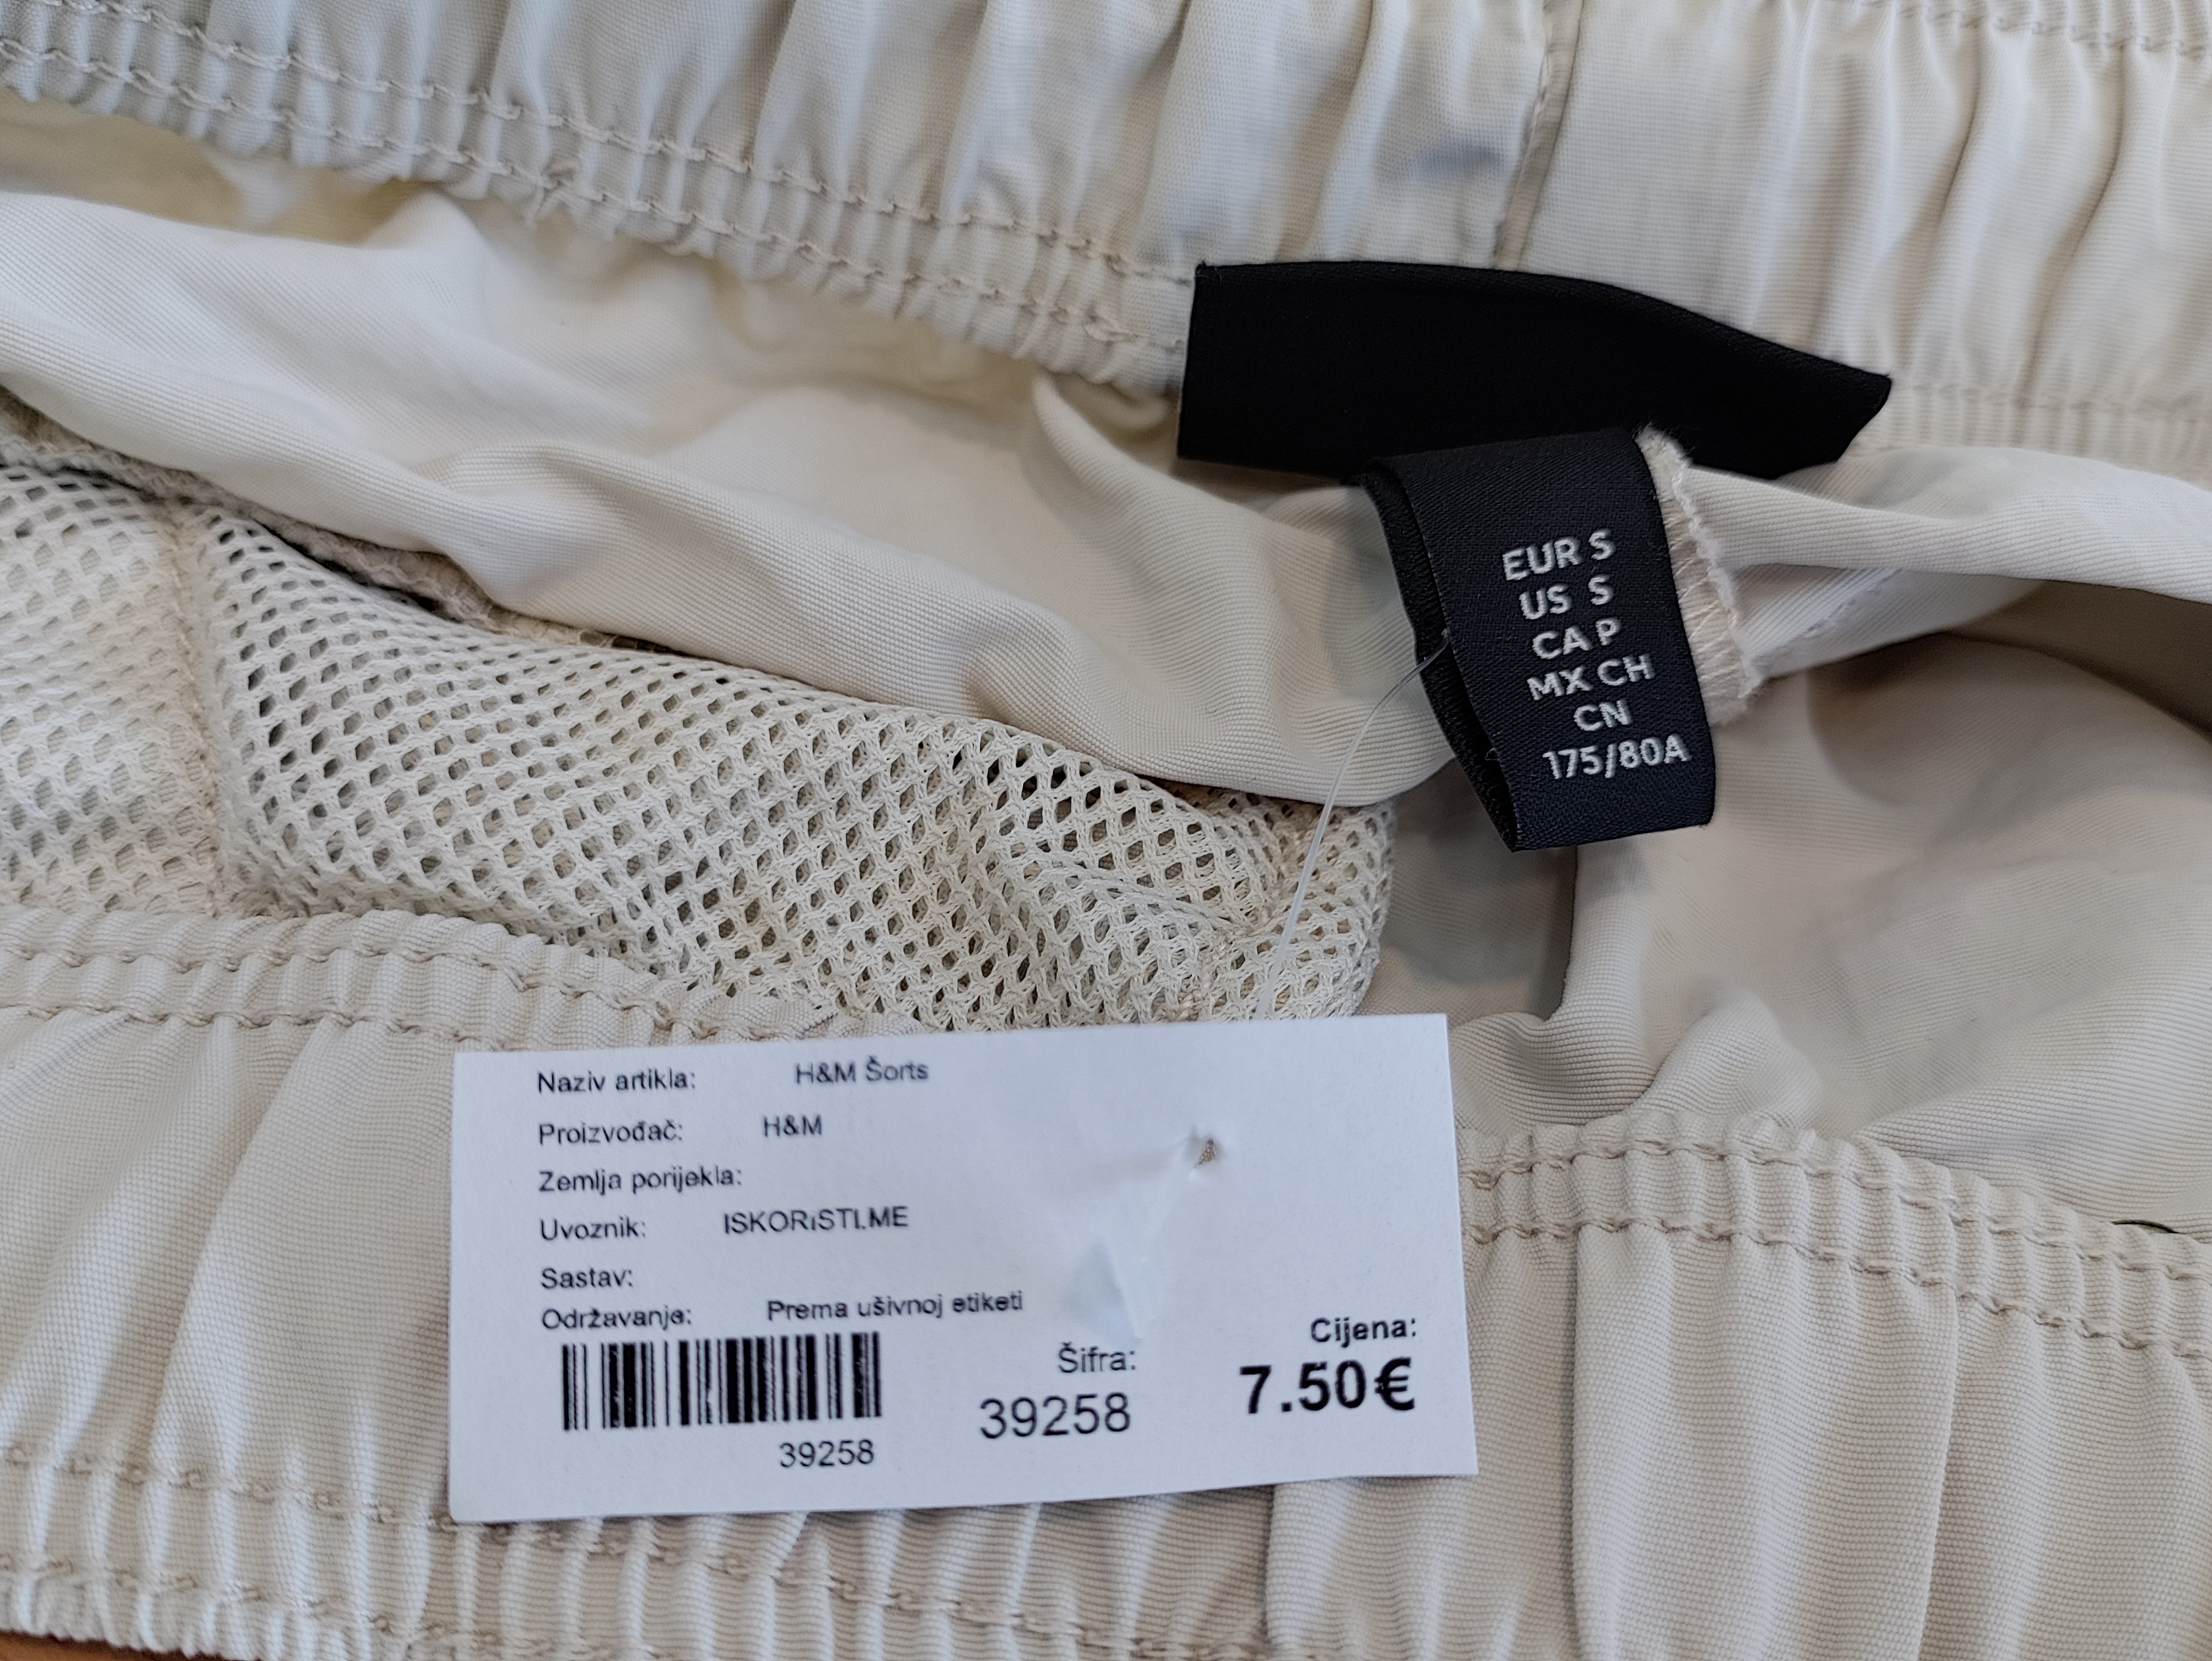 EUR S
US S
CA P
MX CH
CN
175/80A
Naziv artikla: H&M Šorts
Proizvođač: H&M
Zemlja porijekla:
Uvoznik: ISKORiSTI.ME
Sastav:
Održavanje: Prema ušivnoj etiketi
39258
Šifra:
39258
Cijena:
7.50€